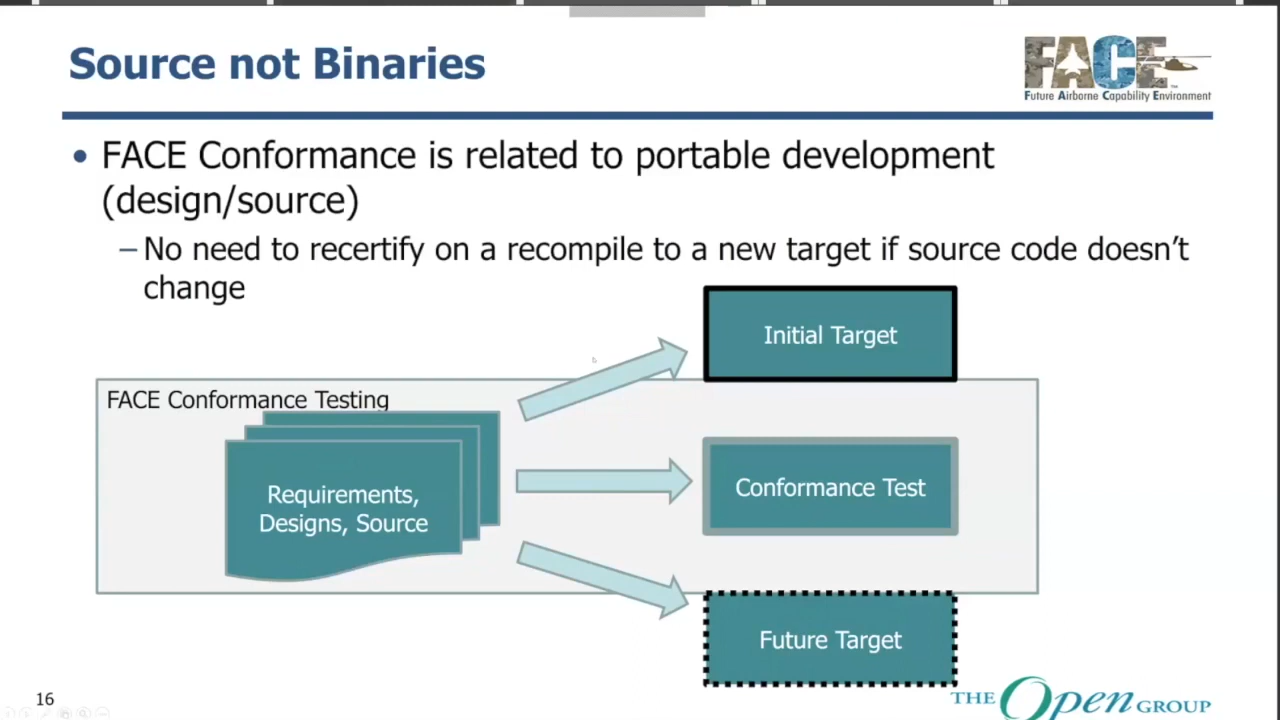 Source not Binaries
FACE
Future Airborne Capability Environment
• FACE Conformance is related to portable development
(design/source)
– No need to recertify on a recompile to a new target if source code doesn’t
change
Initial Target
FACE Conformance Testing
Requirements,
Designs, Source
Conformance Test
Future Target
16
THE Open GROUP